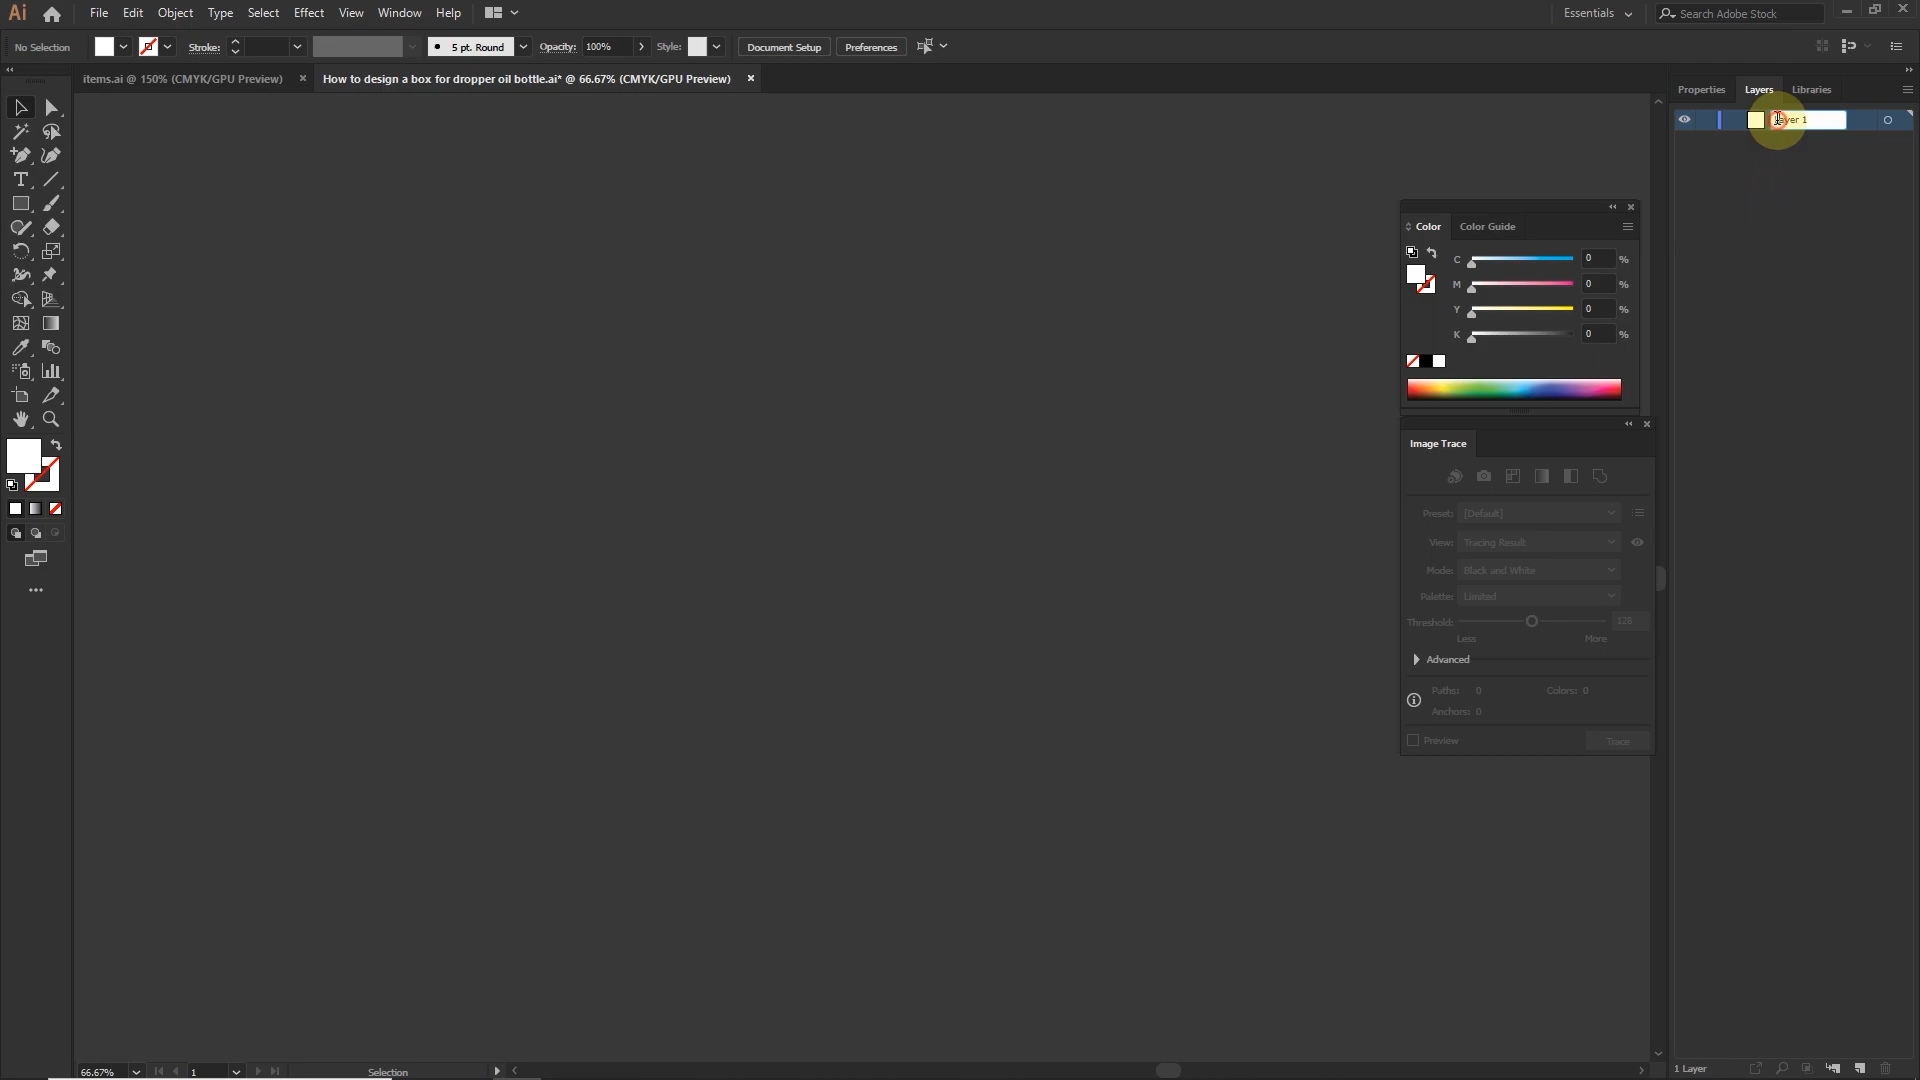 Ai File Edit Object Type Select Effect View Window Help Essentials Search Adobe Stock
No Selection Stroke: 5 pt. Round Opacity: 100% Style: Document Setup Preferences
items.ai @ 150% (CMYK/GPU Preview) × How to design a box for dropper oil bottle.ai* @ 66.67% (CMYK/GPU Preview) ×
Properties Layers Libraries
Layer 1
Color Color Guide
C 0 %
M 0 %
Y 0 %
K 0 %
Image Trace
Preset: [Default]
View: Tracing Result
Mode: Black and White
Palette: Limited
Threshold: 128
Less More
Advanced
Paths: 0 Colors: 0
Anchors: 0
Preview Trace
66.67% 1 Selection 1 Layer